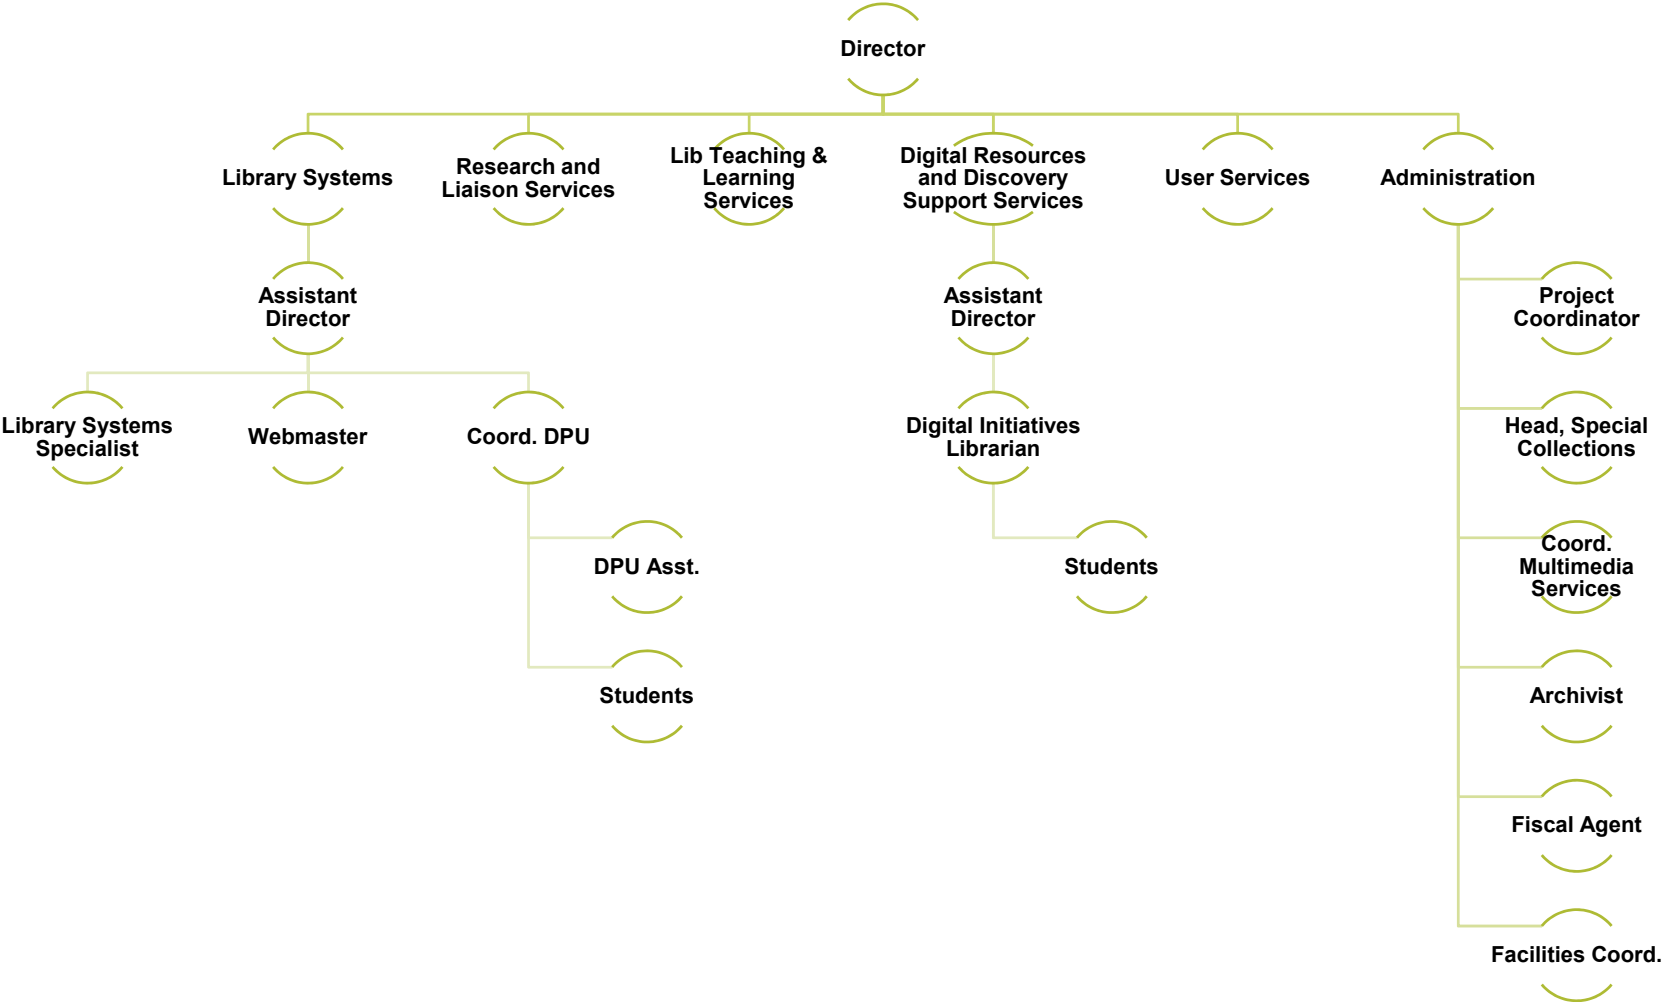 Director
Library Systems
Research and
Liaison Services
Lib Teaching &
Learning
Services
Digital Resources
and Discovery
Support Services
User Services
Administration
Assistant
Director
Assistant
Director
Project
Coordinator
Library Systems
Specialist
Webmaster
Coord. DPU
Digital Initiatives
Librarian
Head, Special
Collections
DPU Asst.
Students
Coord.
Multimedia
Services
Students
Archivist
Fiscal Agent
Facilities Coord.